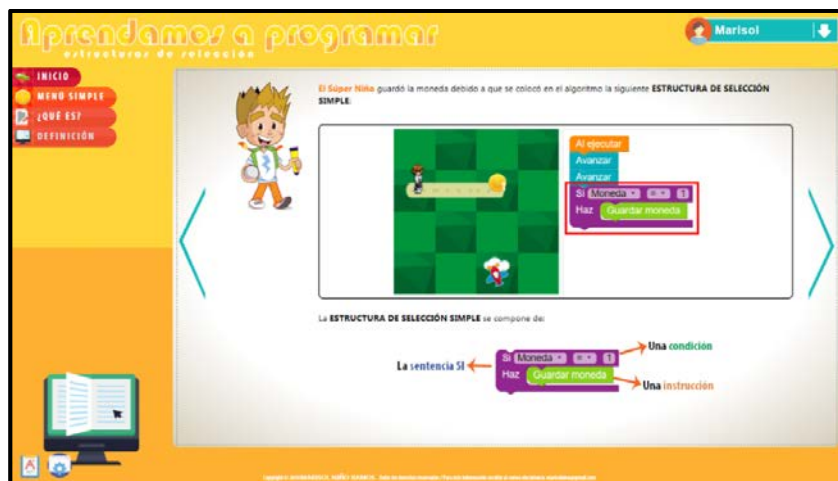 Aprendamos a programar
estructuras de selección
Marisol
INICIO
MENÚ SIMPLE
¿QUÉ ES?
DEFINICIÓN
El Súper Niño guardó la moneda debido a que se colocó en el algoritmo la siguiente ESTRUCTURA DE SELECCIÓN
SIMPLE:
Al ejecutar
Avanzar
Avanzar
Si Moneda = 1
Haz Guardar moneda
La ESTRUCTURA DE SELECCIÓN SIMPLE se compone de:
Una condición
Si Moneda = 1
La sentencia SI
Haz Guardar moneda
Una instrucción